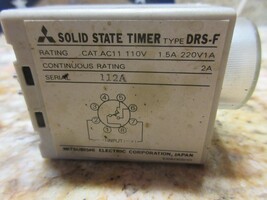 SOLID STATE TIMER TYPE DRS-F
RATING CAT.AC11 110V 1.5A.220V1A
CONTINUOUS RATING 2A
SERIAL 112A
INPUT
MITSUBISHI ELECTRIC CORPORATION, JAPAN